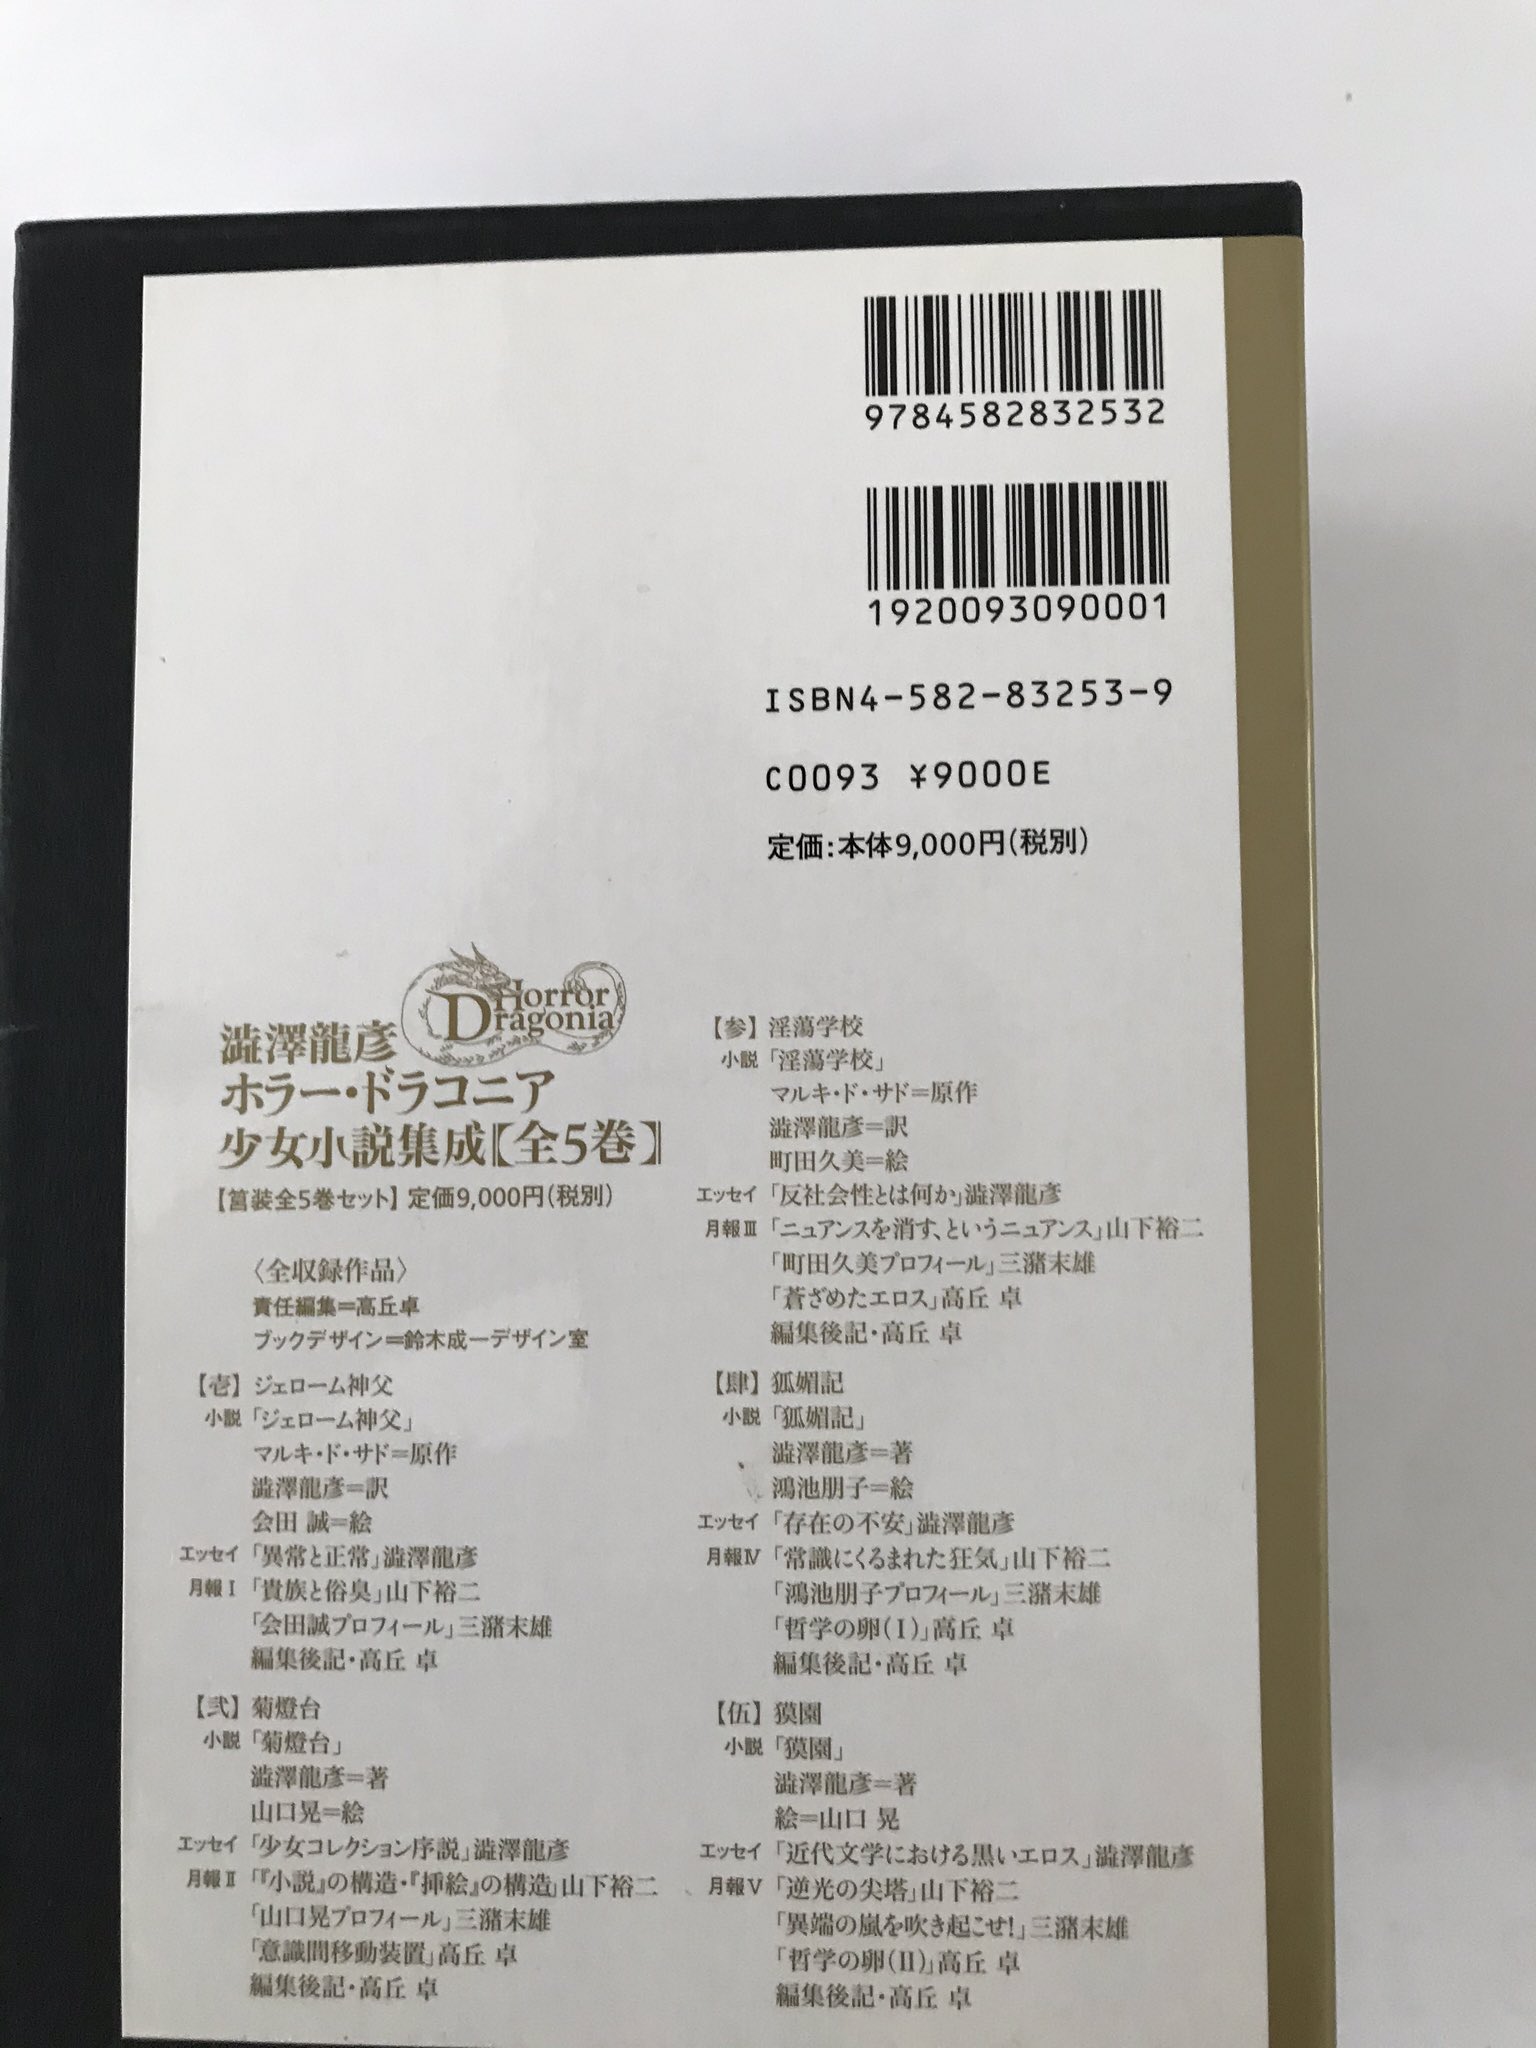 9784582832532
1920093090001
ISBN4-582-83253-9
C0093 ¥9000E
定価:本体9,000円(税別)
Horror
Dragonia
澁澤龍彥
ホラー・ドラコニア
少女小説集成【全5巻】
【筥装全5巻セット】定価9,000円(税別)
〈全収録作品〉
責任編集=高丘卓
ブックデザイン=鈴木成一デザイン室
【壱】ジェローム神父
小説「ジェローム神父」
マルキ・ド・サド=原作
澁澤龍彥=訳
会田 誠=絵
エッセイ「異常と正常」澁澤龍彥
月報Ⅰ「貴族と俗臭」山下裕二
「会田誠プロフィール」三潴末雄
編集後記・高丘 卓
【弐】菊燈台
小説「菊燈台」
澁澤龍彥=著
山口晃=絵
エッセイ「少女コレクション序説」澁澤龍彥
月報Ⅱ「『小説』の構造・『挿絵』の構造」山下裕二
「山口晃プロフィール」三潴末雄
「意識間移動装置」高丘 卓
編集後記・高丘 卓
【参】淫蕩学校
小説「淫蕩学校」
マルキ・ド・サド=原作
澁澤龍彥=訳
町田久美=絵
エッセイ「反社会性とは何か」澁澤龍彥
月報Ⅲ「ニュアンスを消す、というニュアンス」山下裕二
「町田久美プロフィール」三潴末雄
「蒼ざめたエロス」高丘 卓
編集後記・高丘 卓
【肆】狐媚記
小説「狐媚記」
澁澤龍彥=著
鴻池朋子=絵
エッセイ「存在の不安」澁澤龍彥
月報Ⅳ「常識にくるまれた狂気」山下裕二
「鴻池朋子プロフィール」三潴末雄
「哲学の卵(Ⅰ)」高丘 卓
編集後記・高丘 卓
【伍】獏園
小説「獏園」
澁澤龍彥=著
絵=山口 晃
エッセイ「近代文学における黒いエロス」澁澤龍彥
月報Ⅴ「逆光の尖塔」山下裕二
「異端の嵐を吹き起こせ!」三潴末雄
「哲学の卵(Ⅱ)」高丘 卓
編集後記・高丘 卓